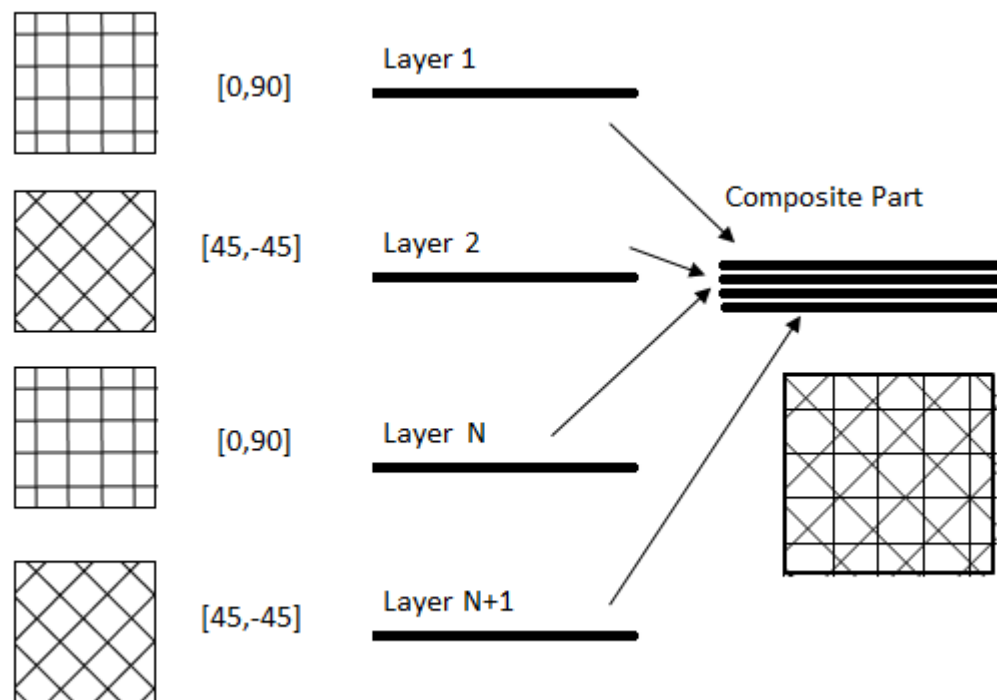 Layer 1
[0,90]
Composite Part
Layer 2
[45,-45]
Layer N
[0,90]
Layer N+1
[45,-45]